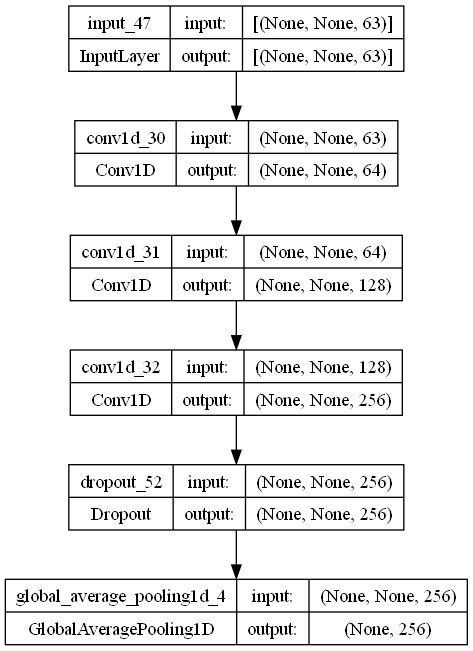 input_47 input: [(None, None, 63)]
InputLayer output: [(None, None, 63)]
conv1d_30 input: (None, None, 63)
Conv1D output: (None, None, 64)
conv1d_31 input: (None, None, 64)
Conv1D output: (None, None, 128)
conv1d_32 input: (None, None, 128)
Conv1D output: (None, None, 256)
dropout_52 input: (None, None, 256)
Dropout output: (None, None, 256)
global_average_pooling1d_4 input: (None, None, 256)
GlobalAveragePooling1D output: (None, 256)